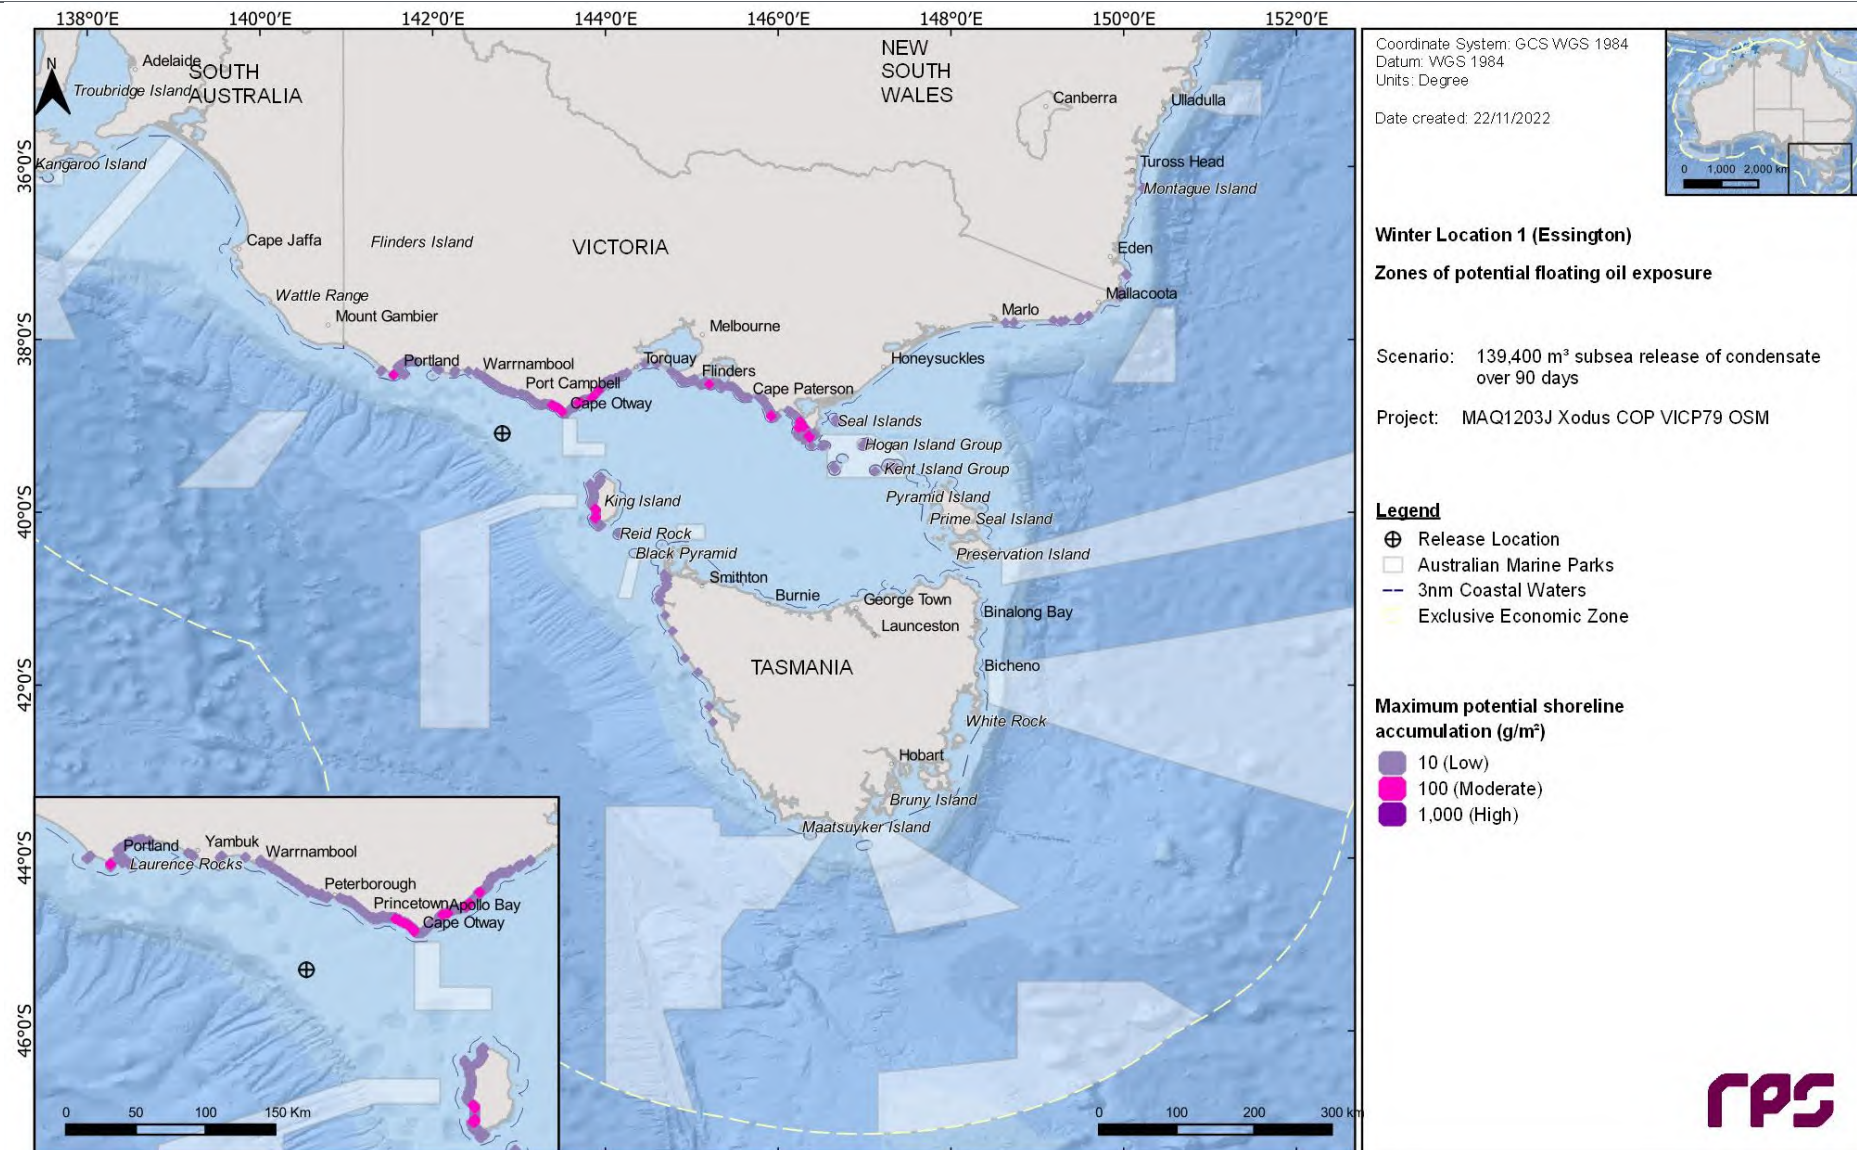 138°0'E 140°0'E 142°0'E 144°0'E 146°0'E 148°0'E 150°0'E 152°0'E
36°0'S
38°0'S
40°0'S
42°0'S
44°0'S
46°0'S
N
Adelaide
Troubridge Island
SOUTH
AUSTRALIA
Kangaroo Island
NEW
SOUTH
WALES
Canberra
Ulladulla
Tuross Head
Montague Island
Cape Jaffa
Flinders Island
VICTORIA
Eden
Wattle Range
Mount Gambier
Mallacoota
Marlo
Melbourne
Portland
Warrnambool
Torquay
Honeysuckles
Flinders
Port Campbell
Cape Paterson
Cape Otway
Seal Islands
Hogan Island Group
Kent Island Group
King Island
Pyramid Island
Prime Seal Island
Reid Rock
Black Pyramid
Preservation Island
Smithton
Burnie
George Town
Binalong Bay
Launceston
TASMANIA
Bicheno
White Rock
Hobart
Bruny Island
Maatsuyker Island
Portland
Yambuk
Warrnambool
Laurence Rocks
Peterborough
Princetown
Apollo Bay
Cape Otway
0 50 100 150 Km
0 100 200 300 km
Coordinate System: GCS WGS 1984
Datum: WGS 1984
Units: Degree
Date created: 22/11/2022
0 1,000 2,000 km
Winter Location 1 (Essington)
Zones of potential floating oil exposure
Scenario: 139,400 m³ subsea release of condensate
over 90 days
Project: MAQ1203J Xodus COP VICP79 OSM
Legend
Release Location
Australian Marine Parks
3nm Coastal Waters
Exclusive Economic Zone
Maximum potential shoreline
accumulation (g/m²)
10 (Low)
100 (Moderate)
1,000 (High)
rps